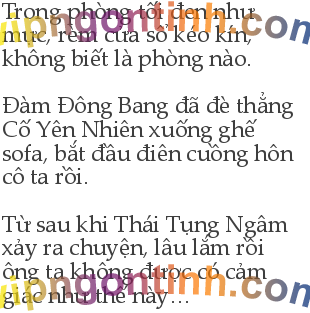 Trong phòng tối đen như
mực, rèm cửa sổ kéo kín,
không biết là phòng nào.
Đàm Đông Bang đã đè thẳng
Cố Yên Nhiên xuống ghế
sofa, bắt đầu điên cuồng hôn
cô ta rồi.
Từ sau khi Thái Tụng Ngâm
xảy ra chuyện, lâu lắm rồi
ông ta không được có cảm
giác như thế này…
vipngontinh.com
vipngontinh.com